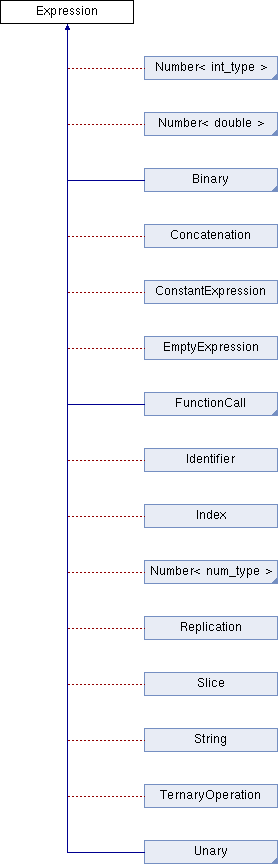 Expression
Number< int_type >
Number< double >
Binary
Concatenation
ConstantExpression
EmptyExpression
FunctionCall
Identifier
Index
Number< num_type >
Replication
Slice
String
TernaryOperation
Unary